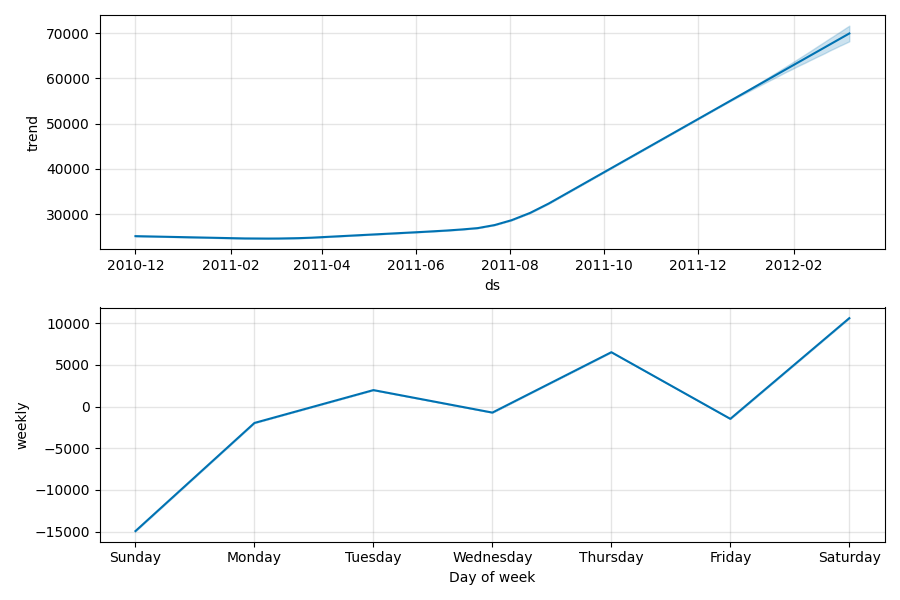 70000
60000
50000
40000
30000
trend
2010-12 2011-02 2011-04 2011-06 2011-08 2011-10 2011-12 2012-02
ds
10000
5000
0
−5000
−10000
−15000
weekly
Sunday Monday Tuesday Wednesday Thursday Friday Saturday
Day of week